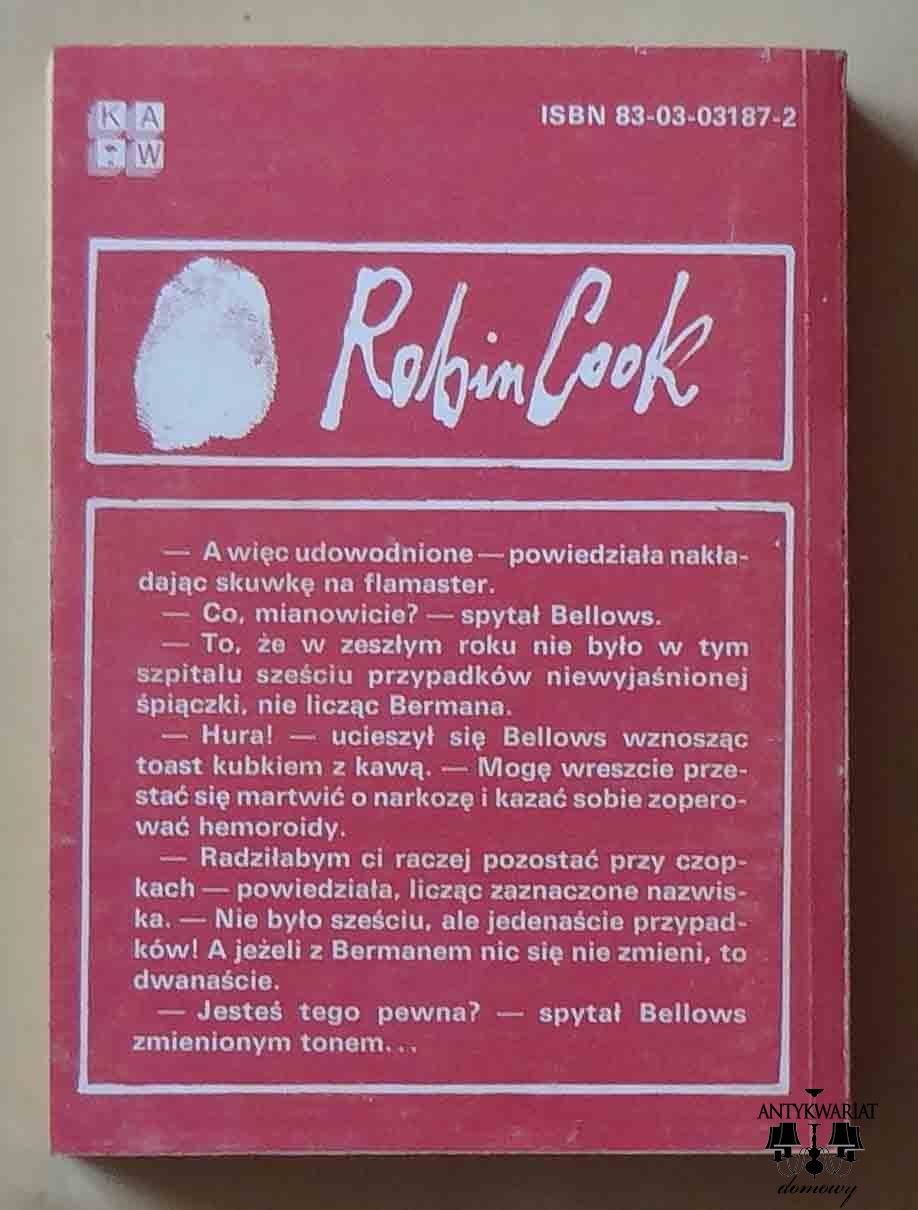 K A
W
ISBN 83-03-03187-2
Robin Cook
— A więc udowodnione — powiedziała nakła-
dając skuwkę na flamaster.
— Co, mianowicie? — spytał Bellows.
— To, że w zeszłym roku nie było w tym
szpitalu sześciu przypadków niewyjaśnionej
śpiączki, nie licząc Bermana.
— Hura! — ucieszył się Bellows wznosząc
toast kubkiem z kawą. — Mogę wreszcie prze-
stać się martwić o narkozę i kazać sobie zopero-
wać hemoroidy.
— Radziłabym ci raczej pozostać przy czop-
kach — powiedziała, licząc zaznaczone nazwis-
ka. — Nie było sześciu, ale jedenaście przypad-
ków! A jeżeli z Bermanem nic się nie zmieni, to
dwanaście.
— Jesteś tego pewna? — spytał Bellows
zmienionym tonem...
ANTYKWARIAT
domowy